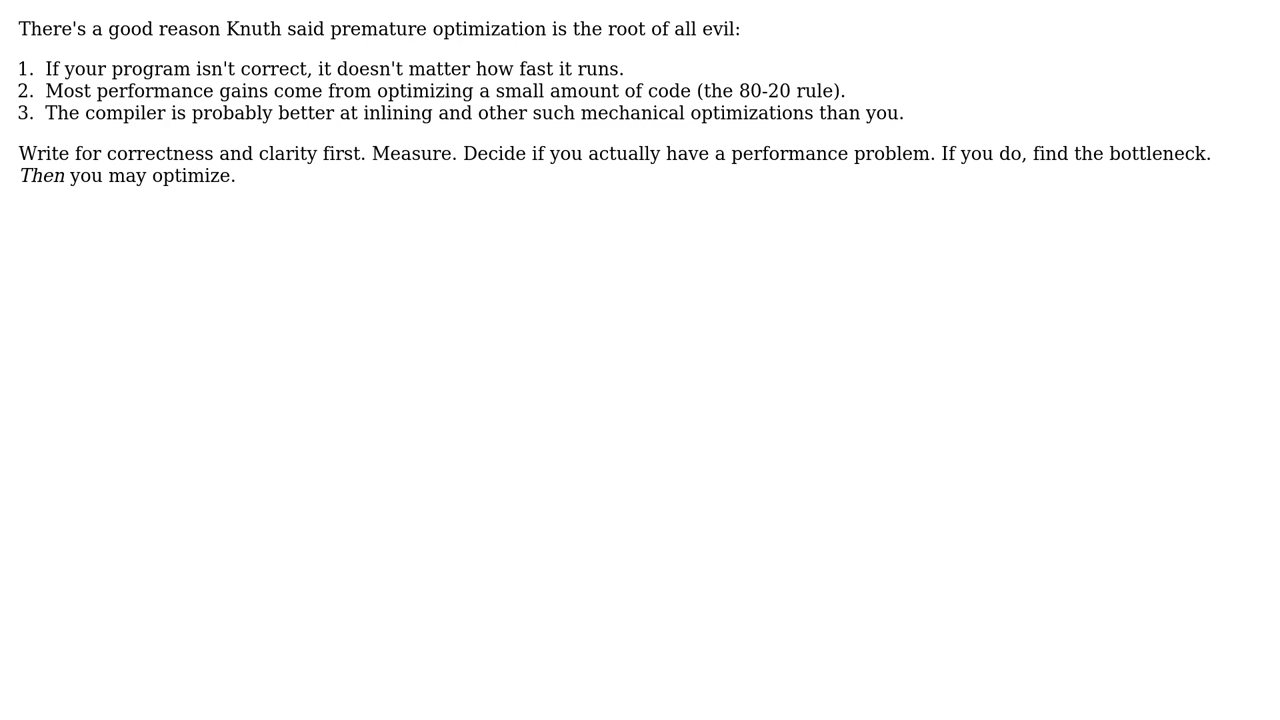 There's a good reason Knuth said premature optimization is the root of all evil:
1. If your program isn't correct, it doesn't matter how fast it runs.
2. Most performance gains come from optimizing a small amount of code (the 80-20 rule).
3. The compiler is probably better at inlining and other such mechanical optimizations than you.
Write for correctness and clarity first. Measure. Decide if you actually have a performance problem. If you do, find the bottleneck.
Then you may optimize.